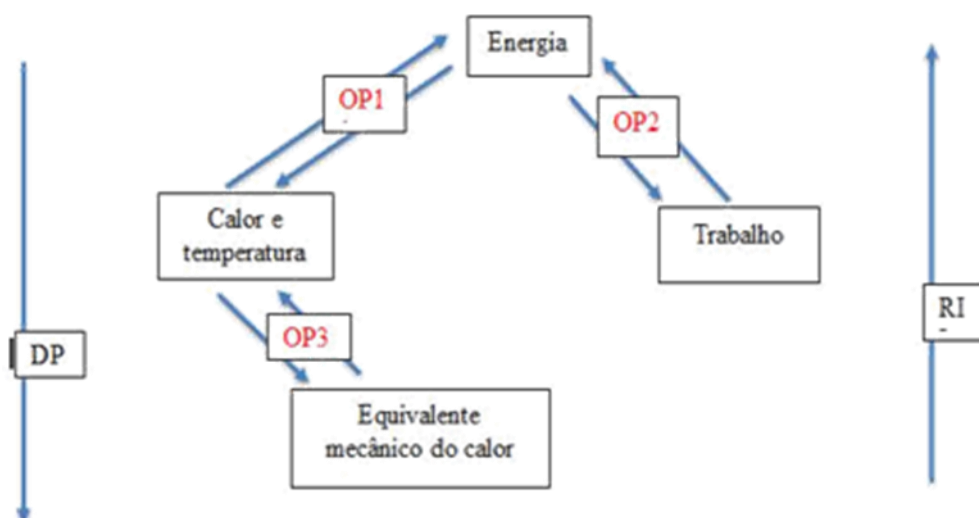 Energia
OP1
OP2
Calor e
temperatura
Trabalho
RI
OP3
DP
Equivalente
mecânico do calor